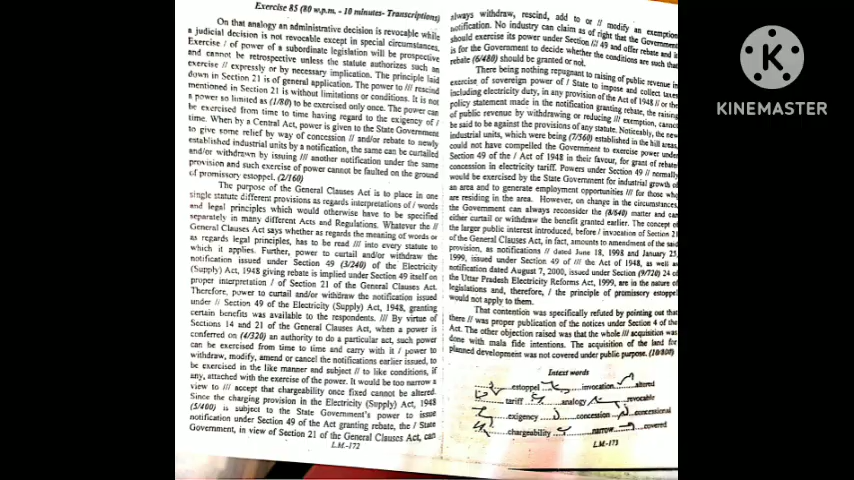 Exercise 85 (80 w.p.m. - 10 minutes- Transcriptions)
On that analogy an administrative decision is revocable while
a judicial decision is not revocable except in special circumstances.
Exercise / of power of a subordinate legislation will be prospective
and cannot be retrospective unless the statute authorizes such an
exercise // expressly or by necessary implication. The principle laid
down in Section 21 is of general application. The power to /// rescind
mentioned in Section 21 is without limitations or conditions. It is not
a power so limited as (1/80) to be exercised only once. The power can
be exercised from time to time having regard to the exigency of /
time. When by a Central Act, power is given to the State Government
to give some relief by way of concession // and/or rebate to newly
established industrial units by a notification, the same can be curtailed
and/or withdrawn by issuing /// another notification under the same
provision and such exercise of power cannot be faulted on the ground
of promissory estoppel. (2/160)
The purpose of the General Clauses Act is to place in one
single statute different provisions as regards interpretations of / words
and legal principles which would otherwise have to be specified
separately in many different Acts and Regulations. Whatever the //
General Clauses Act says whether as regards the meaning of words or
as regards legal principles, has to be read /// into every statute to
which it applies. Further, power to curtail and/or withdraw the
notification issued under Section 49 (3/240) of the Electricity
(Supply) Act, 1948 giving rebate is implied under Section 49 itself on
proper interpretation / of Section 21 of the General Clauses Act.
Therefore, power to curtail and/or withdraw the notification issued
under // Section 49 of the Electricity (Supply) Act, 1948, granting
certain benefits was available to the respondents. /// By virtue of
Sections 14 and 21 of the General Clauses Act, when a power is
conferred on (4/320) an authority to do a particular act, such power
can be exercised from time to time and carry with it / power to
withdraw, modify, amend or cancel the notifications earlier issued, to
be exercised in the like manner and subject // to like conditions, if
any, attached with the exercise of the power. It would be too narrow a
view to /// accept that chargeability once fixed cannot be altered.
Since the charging provision in the Electricity (Supply) Act, 1948
(5/400) is subject to the State Government's power to issue
notification under Section 49 of the Act granting rebate, the / State
Government, in view of Section 21 of the General Clauses Act, can
L.M.-172
always withdraw, rescind, add to or // modify an exemption
notification. No industry can claim as of right that the Government
should exercise its power under Section /// 49 and offer rebate and it
is for the Government to decide whether the conditions are such that
rebate (6/480) should be granted or not.
There being nothing repugnant to raising of public revenue in
exercise of sovereign power of / State to impose and collect taxes
including electricity duty, in any provision of the Act of 1948 // or the
policy statement made in the notification granting rebate, the raising
of public revenue by withdrawing or reducing /// exemption, cannot
be said to be against the provisions of any statute. Noticeably, the new
industrial units, which were being (7/560) established in the hill areas,
could not have compelled the Government to exercise power under
Section 49 of the / Act of 1948 in their favour, for grant of rebate/
concession in electricity tariff. Powers under Section 49 // normally
would be exercised by the State Government for industrial growth of
an area and to generate employment opportunities /// for those who
are residing in the area. However, on change in the circumstances,
the Government can always reconsider the (8/640) matter and can
either curtail or withdraw the benefit granted earlier. The concept of
the larger public interest introduced, before / invocation of Section 21
of the General Clauses Act, in fact, amounts to amendment of the said
provision, as notifications // dated June 18, 1998 and January 25,
1999, issued under Section 49 of /// the Act of 1948, as well as
notification dated August 7, 2000, issued under Section (9/720) 24 of
the Uttar Pradesh Electricity Reforms Act, 1999, are in the nature of
legislations and, therefore, / the principle of promissory estoppel
would not apply to them.
That contention was specifically refuted by pointing out that
there // was proper publication of the notices under Section 4 of the
Act. The other objection raised was that the whole /// acquisition was
done with mala fide intentions. The acquisition of the land for
planned development was not covered under public purpose. (10/800)
Intext words
estoppel invocation altered
tariff analogy revocable
exigency concession concessional
chargeability narrow covered
L.M.-173
KINEMASTER